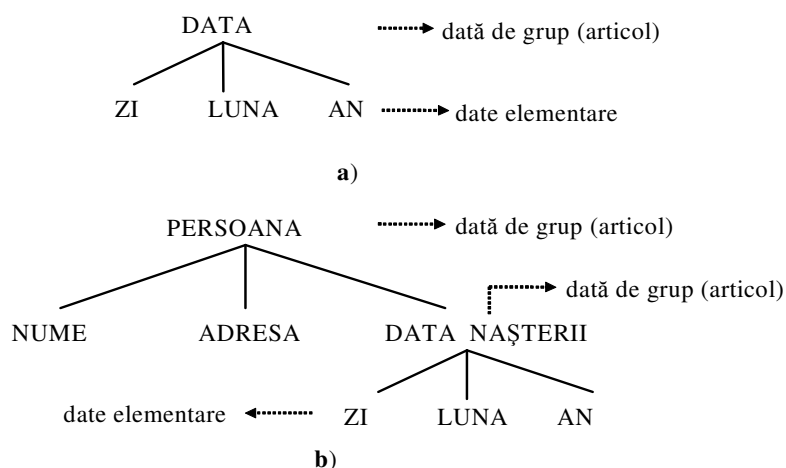 DATA dată de grup (articol)
ZI LUNA AN date elementare
a)
PERSOANA dată de grup (articol)
dată de grup (articol)
NUME ADRESA DATA NAŞTERII
date elementare ZI LUNA AN
b)